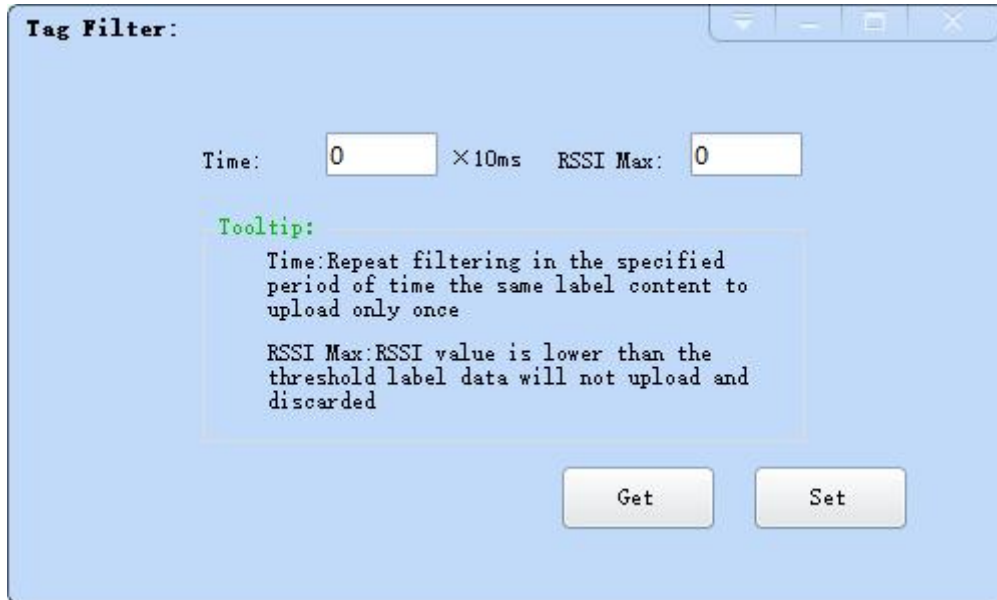 Tag Filter:
Time: 0 ×10ms RSSI Max: 0
Tooltip:
Time:Repeat filtering in the specified
period of time the same label content to
upload only once
RSSI Max:RSSI value is lower than the
threshold label data will not upload and
discarded
Get Set